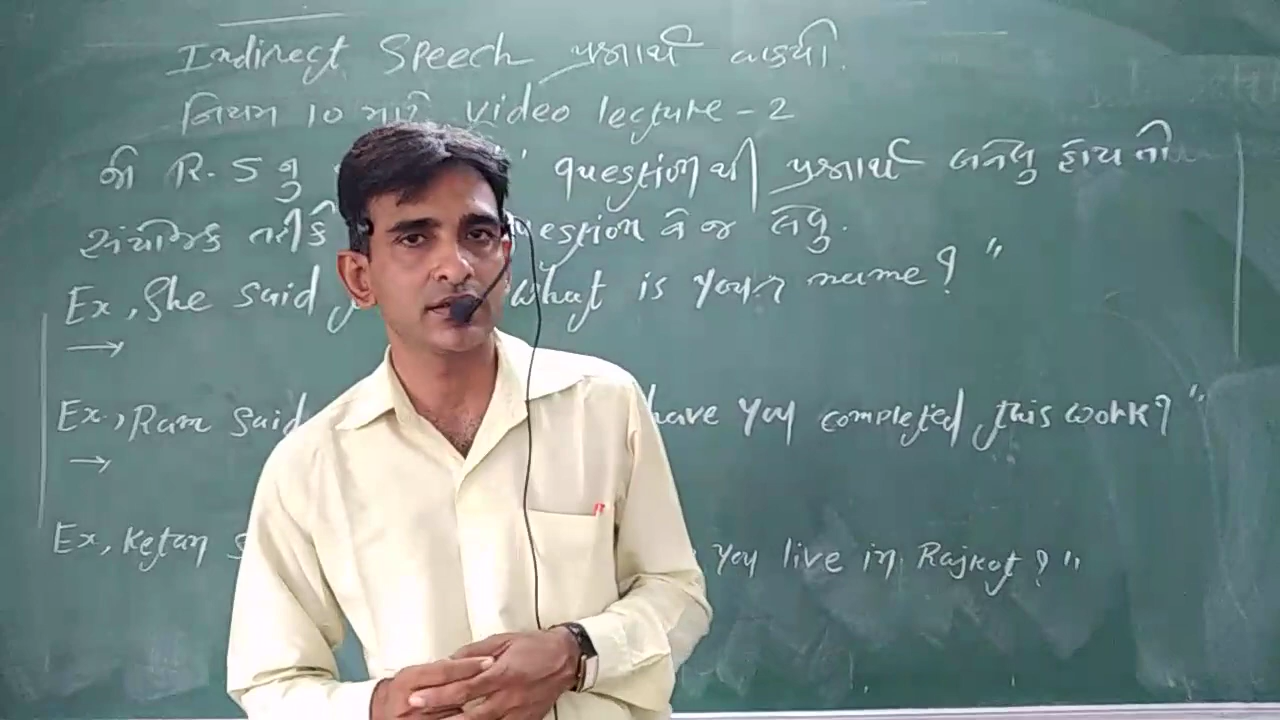 Indirect Speech પ્રશ્નાર્થ વાક્યો.
નિયમ 10 માટે video lecture - 2
જો R.S નુ question થી પ્રશ્નાર્થ બનેલુ હોય તો
સંયોજક તરીકે question ને જ લેવુ.
Ex, She said what is your name? "
→
Ex, Ram said have you completed this work? "
→
Ex, Ketan you live in Rajkot? "